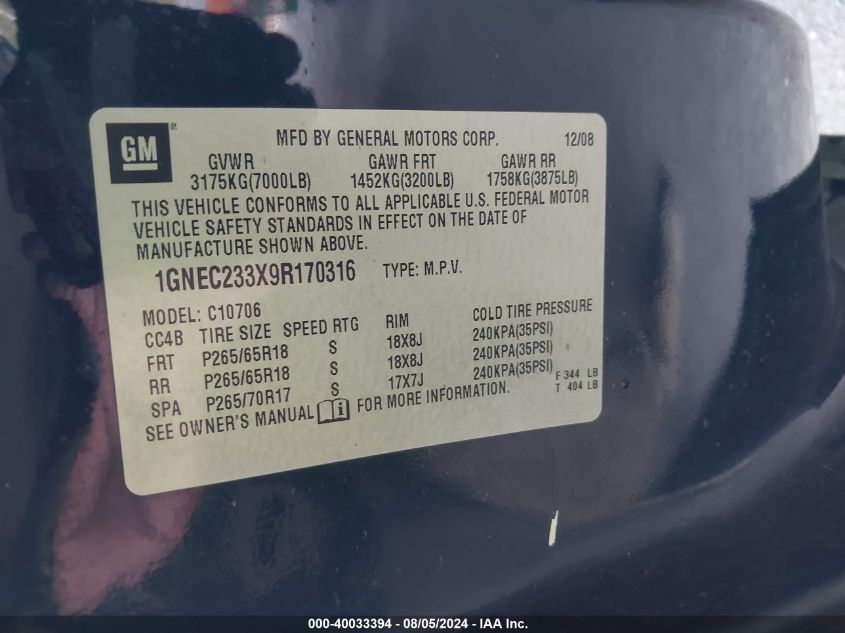 GM ®
MFD BY GENERAL MOTORS CORP. 12/08
GVWR GAWR FRT GAWR RR
3175KG(7000LB) 1452KG(3200LB) 1758KG(3875LB)
THIS VEHICLE CONFORMS TO ALL APPLICABLE U.S. FEDERAL MOTOR
VEHICLE SAFETY STANDARDS IN EFFECT ON THE DATE OF
MANUFACTURE SHOWN ABOVE.
1GNEC233X9R170316 TYPE: M.P.V.
MODEL: C10706
CC4B TIRE SIZE SPEED RTG RIM COLD TIRE PRESSURE
FRT P265/65R18 S 18X8J 240KPA(35PSI)
RR P265/65R18 S 18X8J 240KPA(35PSI)
SPA P265/70R17 S 17X7J 240KPA(35PSI)
F 344 LB
T 404 LB
SEE OWNER'S MANUAL i FOR MORE INFORMATION.
000-40033394 - 08/05/2024 - IAA Inc.